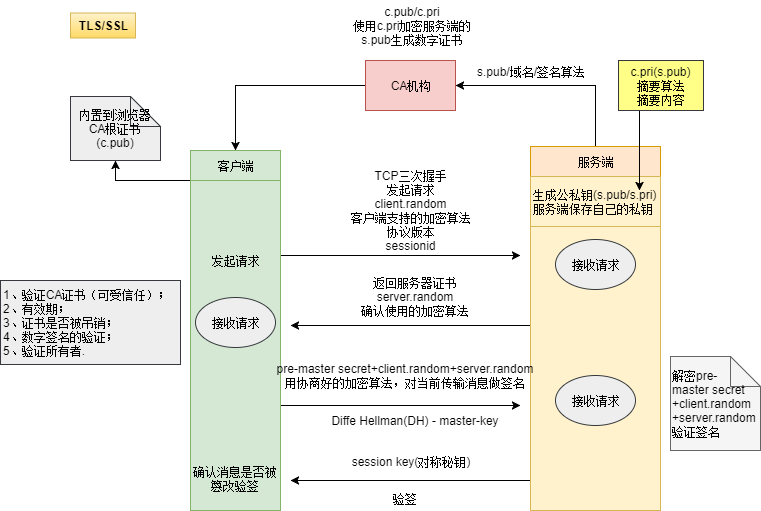 TLS/SSL
c.pub/c.pri
使用c.pri加密服务端的
s.pub生成数字证书
CA机构
s.pub/域名/签名算法
c.pri(s.pub)
摘要算法
摘要内容
内置到浏览器
CA根证书
(c.pub)
客户端
服务端
生成公私钥(s.pub/s.pri)
服务端保存自己的私钥
TCP三次握手
发起请求
client.random
客户端支持的加密算法
协议版本
sessionid
发起请求
接收请求
返回服务器证书
server.random
确认使用的加密算法
接收请求
1、验证CA证书（可受信任）；
2、有效期；
3、证书是否被吊销；
4、数字签名的验证；
5、验证所有者.
pre-master secret+client.random+server.random
用协商好的加密算法，对当前传输消息做签名
Diffe Hellman(DH) - master-key
接收请求
解密pre-
master secret
+client.random
+server.random
验证签名
session key(对称秘钥)
确认消息是否被
篡改验签
验签